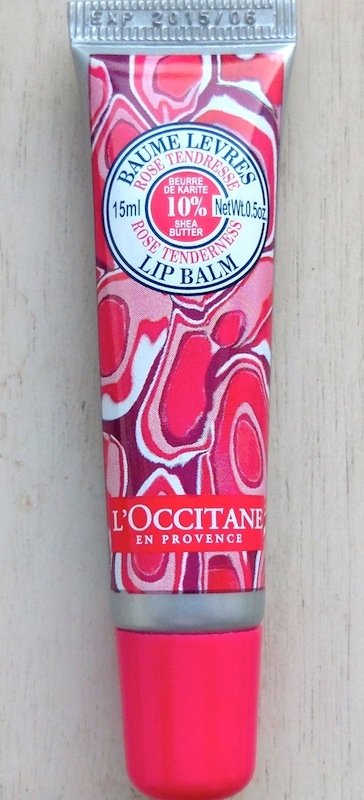 EXP 2015/06
BAUME LEVRES
ROSE TENDRESSE
BEURRE
DE KARITE
15ml 10% NetWt.0.5oz
SHEA
BUTTER
ROSE TENDERNESS
LIP BALM
L'OCCITANE
EN PROVENCE